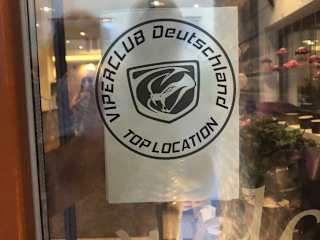 VIPERCLUB Deutschland
TOP LOCATION